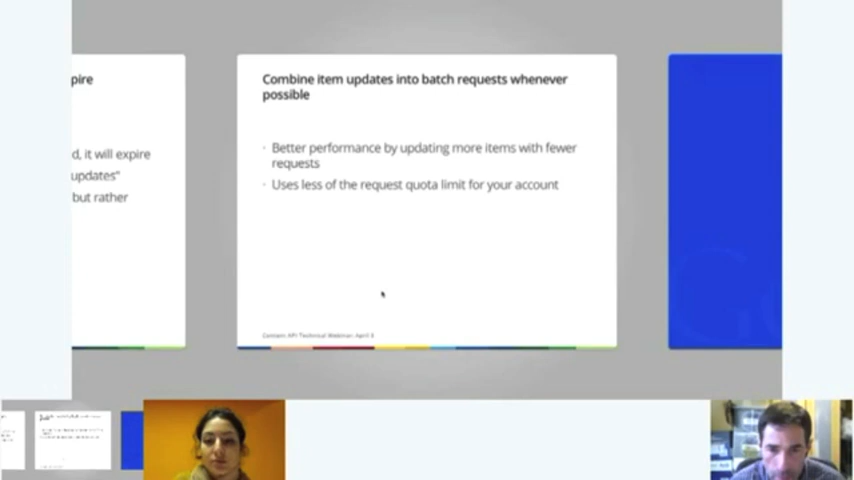 pire
d, it will expire
updates"
but rather
Combine item updates into batch requests whenever
possible
Better performance by updating more items with fewer
requests
Uses less of the request quota limit for your account
Content API Technical Webinar: April 3